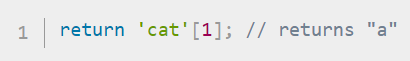 1 return 'cat'[1]; // returns "a"